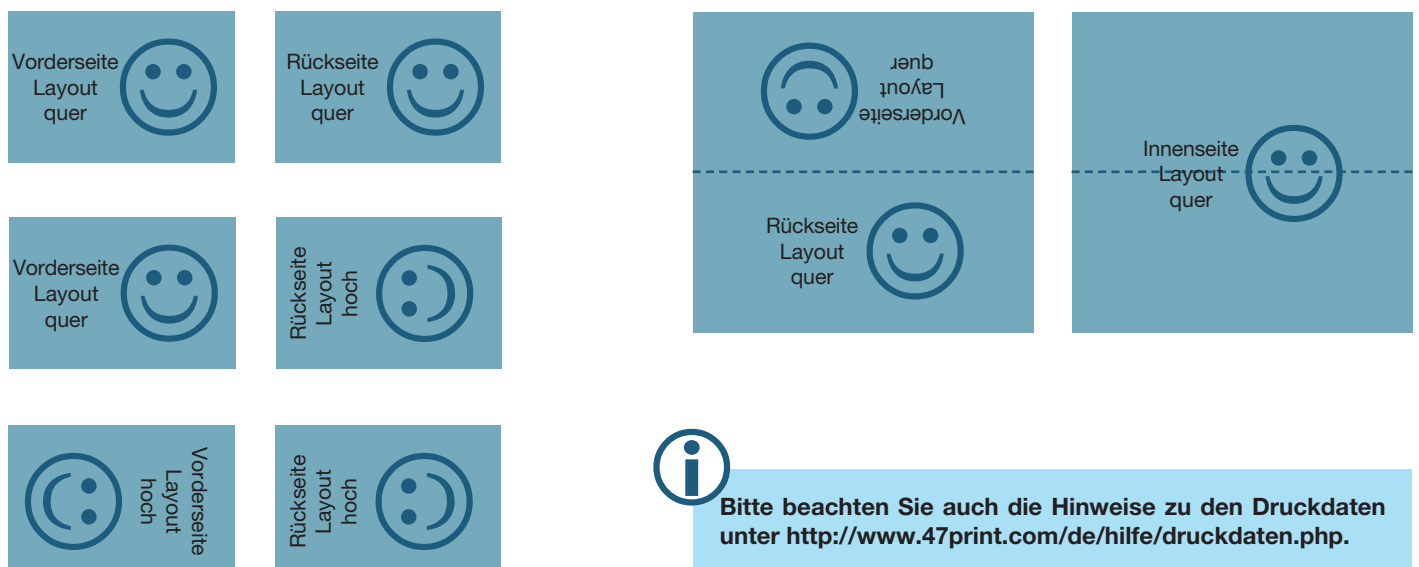 Vorderseite
Layout
quer
Rückseite
Layout
quer
Vorderseite
Layout
quer
Rückseite
Layout
hoch
Vorderseite
Layout
hoch
Rückseite
Layout
hoch
Vorderseite
Layout
quer
Rückseite
Layout
quer
Innenseite
Layout
quer
i
Bitte beachten Sie auch die Hinweise zu den Druckdaten
unter http://www.47print.com/de/hilfe/druckdaten.php.